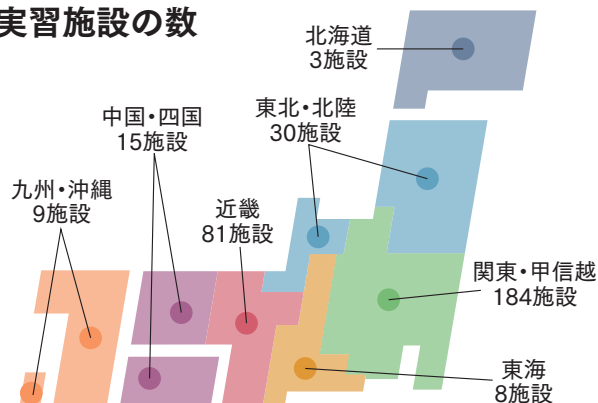 実習施設の数
北海道
3施設
東北・北陸
30施設
中国・四国
15施設
九州・沖縄
9施設
近畿
81施設
関東・甲信越
184施設
東海
8施設